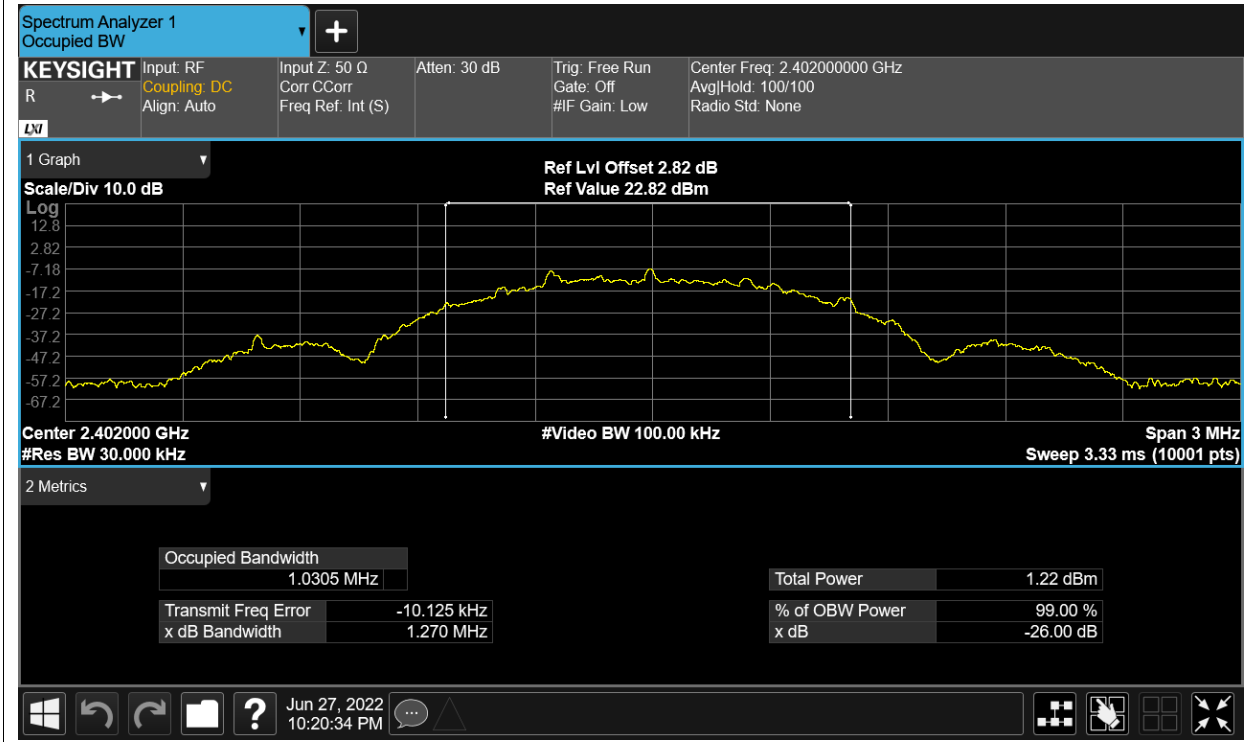 Spectrum Analyzer 1
Occupied BW
KEYSIGHT
R
LXI
Input: RF
Coupling: DC
Align: Auto
Input Z: 50 Ω
Corr CCorr
Freq Ref: Int (S)
Atten: 30 dB
Trig: Free Run
Gate: Off
#IF Gain: Low
Center Freq: 2.402000000 GHz
Avg|Hold: 100/100
Radio Std: None
1 Graph
Scale/Div 10.0 dB
Ref Lvl Offset 2.82 dB
Ref Value 22.82 dBm
Log
12.8
2.82
-7.18
-17.2
-27.2
-37.2
-47.2
-57.2
-67.2
Center 2.402000 GHz
#Res BW 30.000 kHz
#Video BW 100.00 kHz
Span 3 MHz
Sweep 3.33 ms (10001 pts)
2 Metrics
Occupied Bandwidth
1.0305 MHz
Transmit Freq Error -10.125 kHz
x dB Bandwidth 1.270 MHz
Total Power 1.22 dBm
% of OBW Power 99.00 %
x dB -26.00 dB
?
Jun 27, 2022
10:20:34 PM